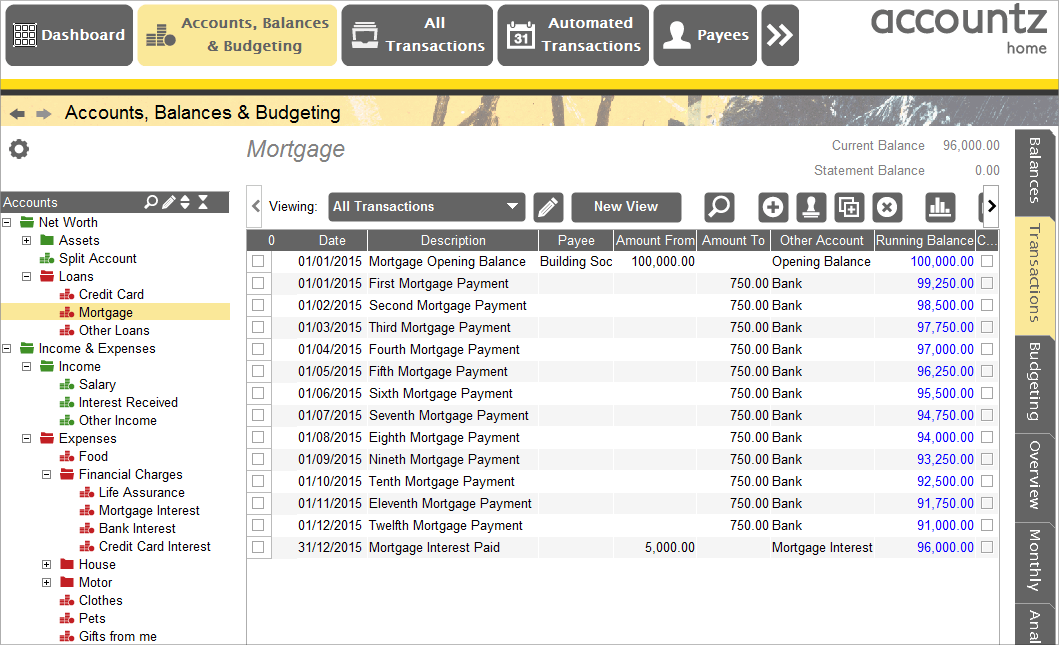 Dashboard
Accounts, Balances
& Budgeting
All
Transactions
31
Automated
Transactions
Payees
accountz
home
Accounts, Balances & Budgeting
Mortgage
Current Balance 96,000.00
Statement Balance 0.00
Accounts
Net Worth
Assets
Split Account
Loans
Credit Card
Mortgage
Other Loans
Income & Expenses
Income
Salary
Interest Received
Other Income
Expenses
Food
Financial Charges
Life Assurance
Mortgage Interest
Bank Interest
Credit Card Interest
House
Motor
Clothes
Pets
Gifts from me
Viewing: All Transactions New View
0 Date Description Payee Amount From Amount To Other Account Running Balance C...
01/01/2015 Mortgage Opening Balance Building Soc 100,000.00 Opening Balance 100,000.00
01/01/2015 First Mortgage Payment 750.00 Bank 99,250.00
01/02/2015 Second Mortgage Payment 750.00 Bank 98,500.00
01/03/2015 Third Mortgage Payment 750.00 Bank 97,750.00
01/04/2015 Fourth Mortgage Payment 750.00 Bank 97,000.00
01/05/2015 Fifth Mortgage Payment 750.00 Bank 96,250.00
01/06/2015 Sixth Mortgage Payment 750.00 Bank 95,500.00
01/07/2015 Seventh Mortgage Payment 750.00 Bank 94,750.00
01/08/2015 Eighth Mortgage Payment 750.00 Bank 94,000.00
01/09/2015 Nineth Mortgage Payment 750.00 Bank 93,250.00
01/10/2015 Tenth Mortgage Payment 750.00 Bank 92,500.00
01/11/2015 Eleventh Mortgage Payment 750.00 Bank 91,750.00
01/12/2015 Twelfth Mortgage Payment 750.00 Bank 91,000.00
31/12/2015 Mortgage Interest Paid 5,000.00 Mortgage Interest 96,000.00
Balances
Transactions
Budgeting
Overview
Monthly
Anal